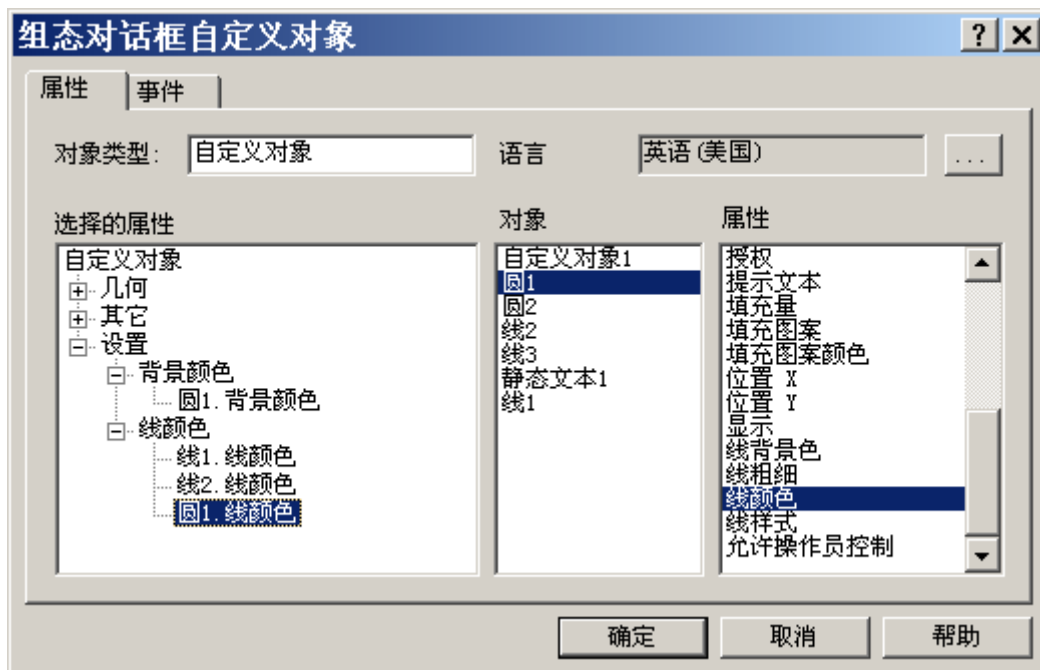 组态对话框自定义对象
属性 事件
对象类型: 自定义对象 语言 英语(美国) ...
选择的属性
自定义对象
几何
其它
设置
背景颜色
圆1.背景颜色
线颜色
线1.线颜色
线2.线颜色
圆1.线颜色
对象
自定义对象1
圆1
圆2
线2
线3
静态文本1
线1
属性
授权
提示文本
填充量
填充图案
填充图案颜色
位置 X
位置 Y
显示
线背景色
线粗细
线颜色
线样式
允许操作员控制
确定 取消 帮助